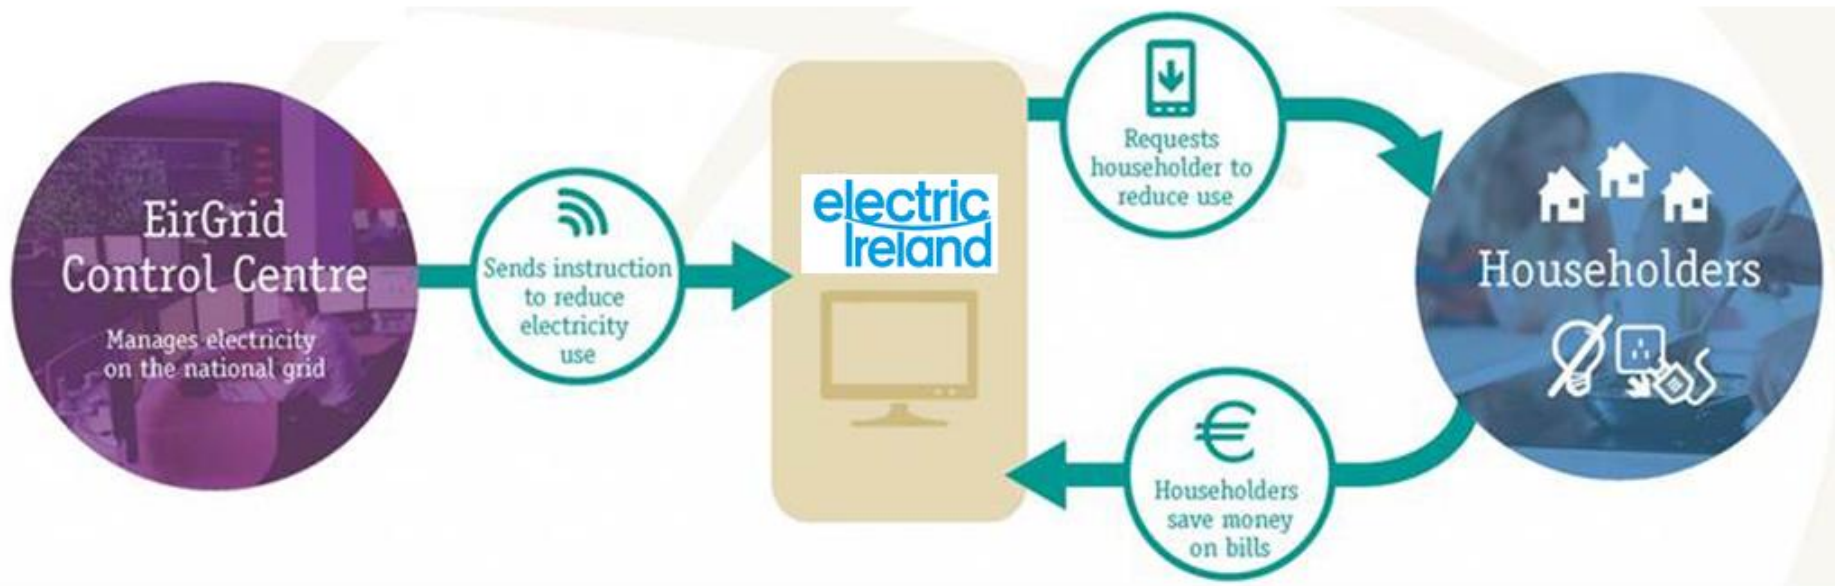 EirGrid
Control Centre
Manages electricity
on the national grid
Sends instruction
to reduce
electricity
use
electric
Ireland
Requests
householder to
reduce use
Householders
€
Householders
save money
on bills